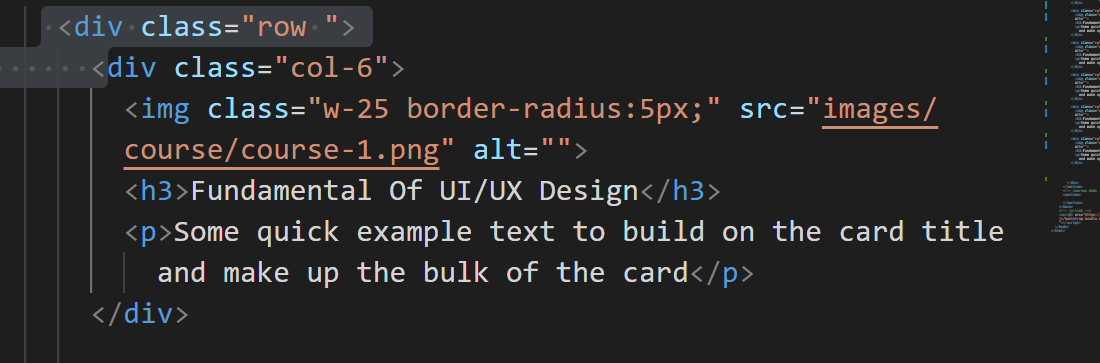 <div class="row ">
<div class="col-6">
<img class="w-25 border-radius:5px;" src="images/
course/course-1.png" alt="">
<h3>Fundamental Of UI/UX Design</h3>
<p>Some quick example text to build on the card title
and make up the bulk of the card</p>
</div>